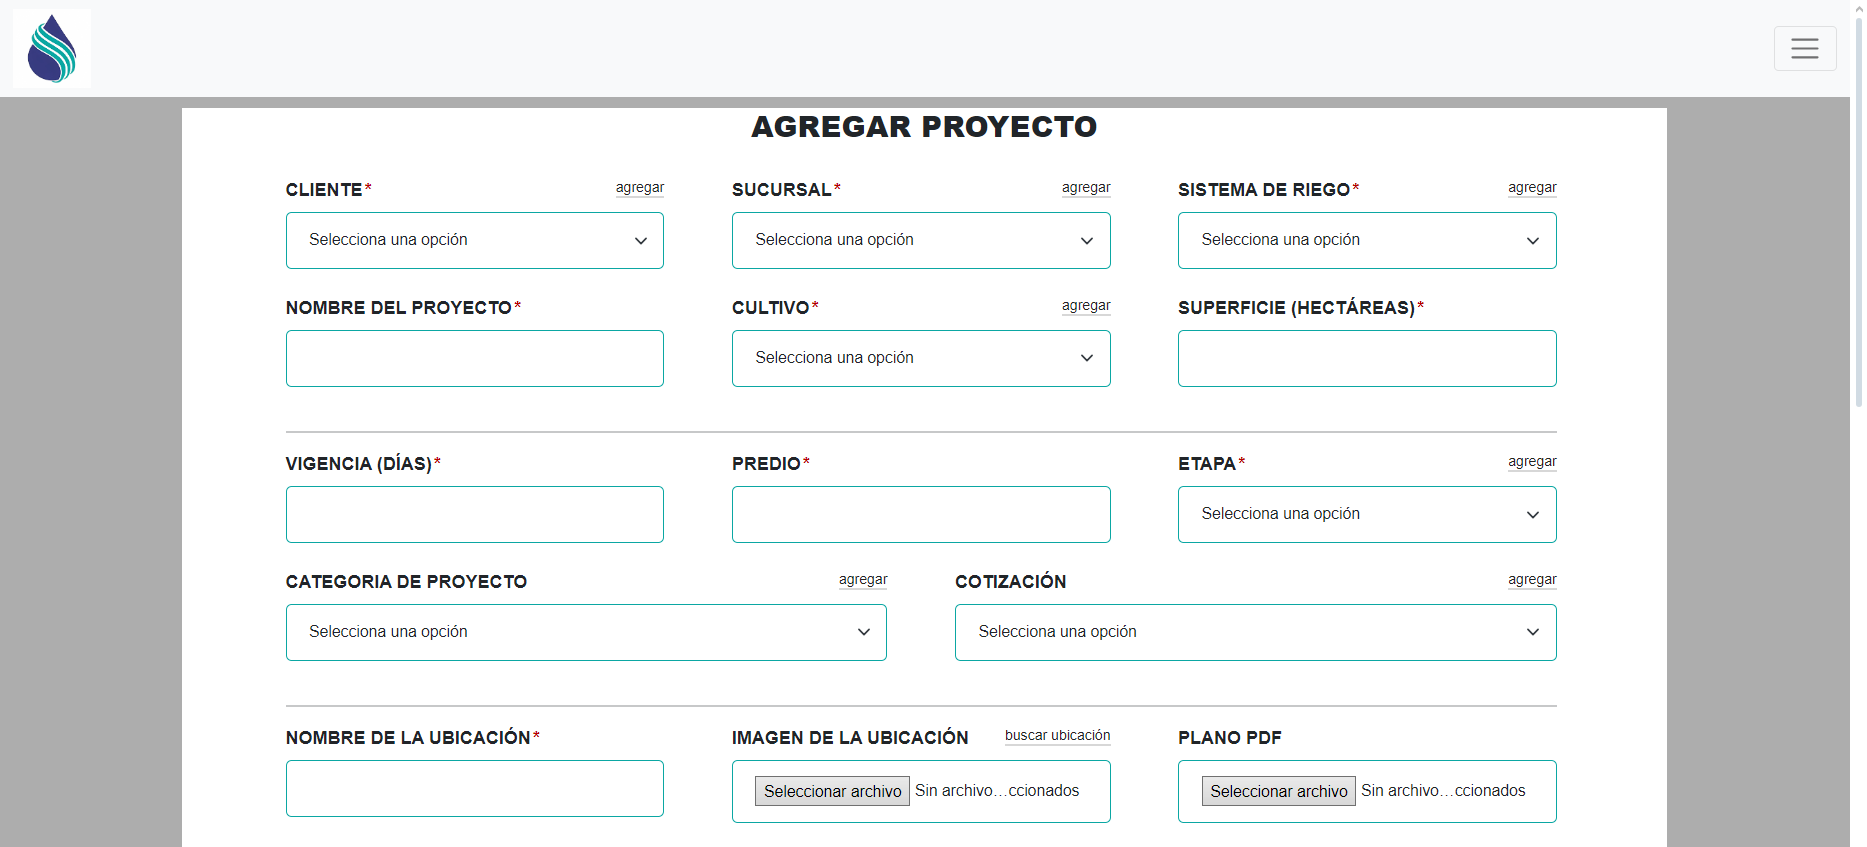 AGREGAR PROYECTO
CLIENTE* agregar
Selecciona una opción
SUCURSAL* agregar
Selecciona una opción
SISTEMA DE RIEGO* agregar
Selecciona una opción
NOMBRE DEL PROYECTO*
CULTIVO* agregar
Selecciona una opción
SUPERFICIE (HECTÁREAS)*
VIGENCIA (DÍAS)*
PREDIO*
ETAPA* agregar
Selecciona una opción
CATEGORIA DE PROYECTO agregar
Selecciona una opción
COTIZACIÓN agregar
Selecciona una opción
NOMBRE DE LA UBICACIÓN*
IMAGEN DE LA UBICACIÓN buscar ubicación
Seleccionar archivo Sin archivo...ccionados
PLANO PDF
Seleccionar archivo Sin archivo...ccionados